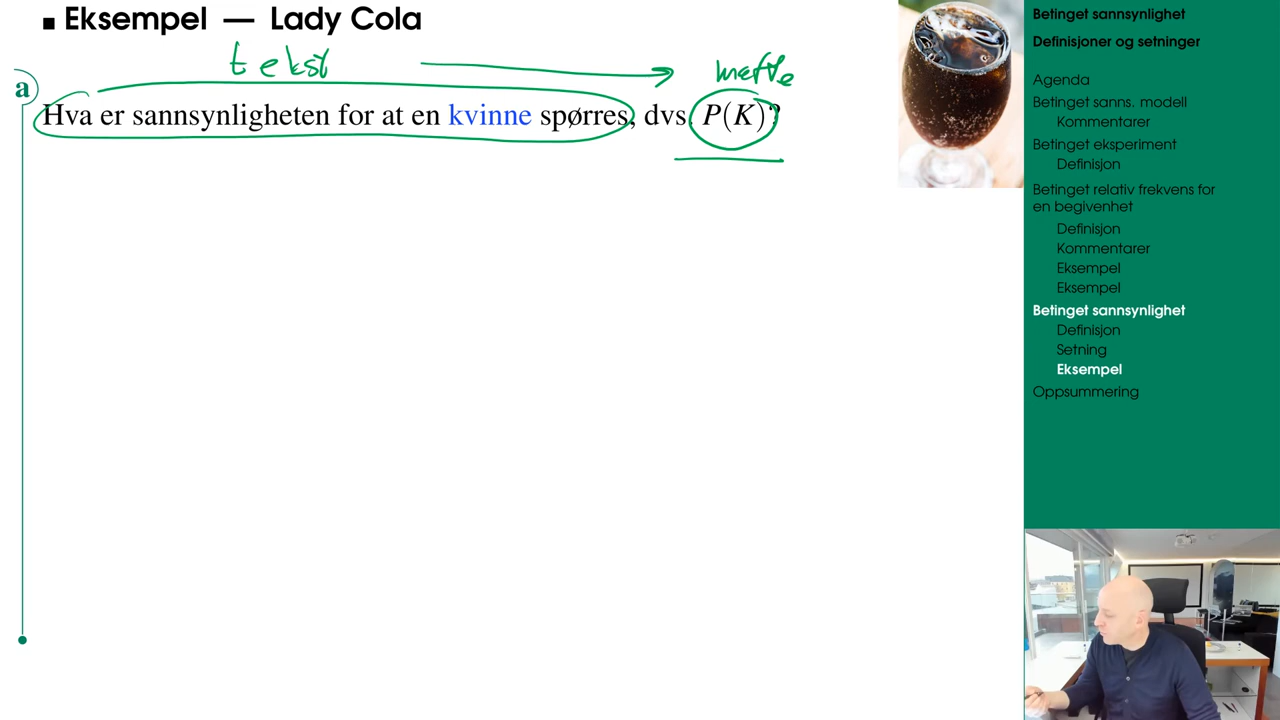 ■ Eksempel — Lady Cola
tekst → matte
a
Hva er sannsynligheten for at en kvinne spørres, dvs. P(K)?
Betinget sannsynlighet
Definisjoner og setninger
Agenda
Betinget sanns. modell
Kommentarer
Betinget eksperiment
Definisjon
Betinget relativ frekvens for
en begivenhet
Definisjon
Kommentarer
Eksempel
Eksempel
Betinget sannsynlighet
Definisjon
Setning
Eksempel
Oppsummering